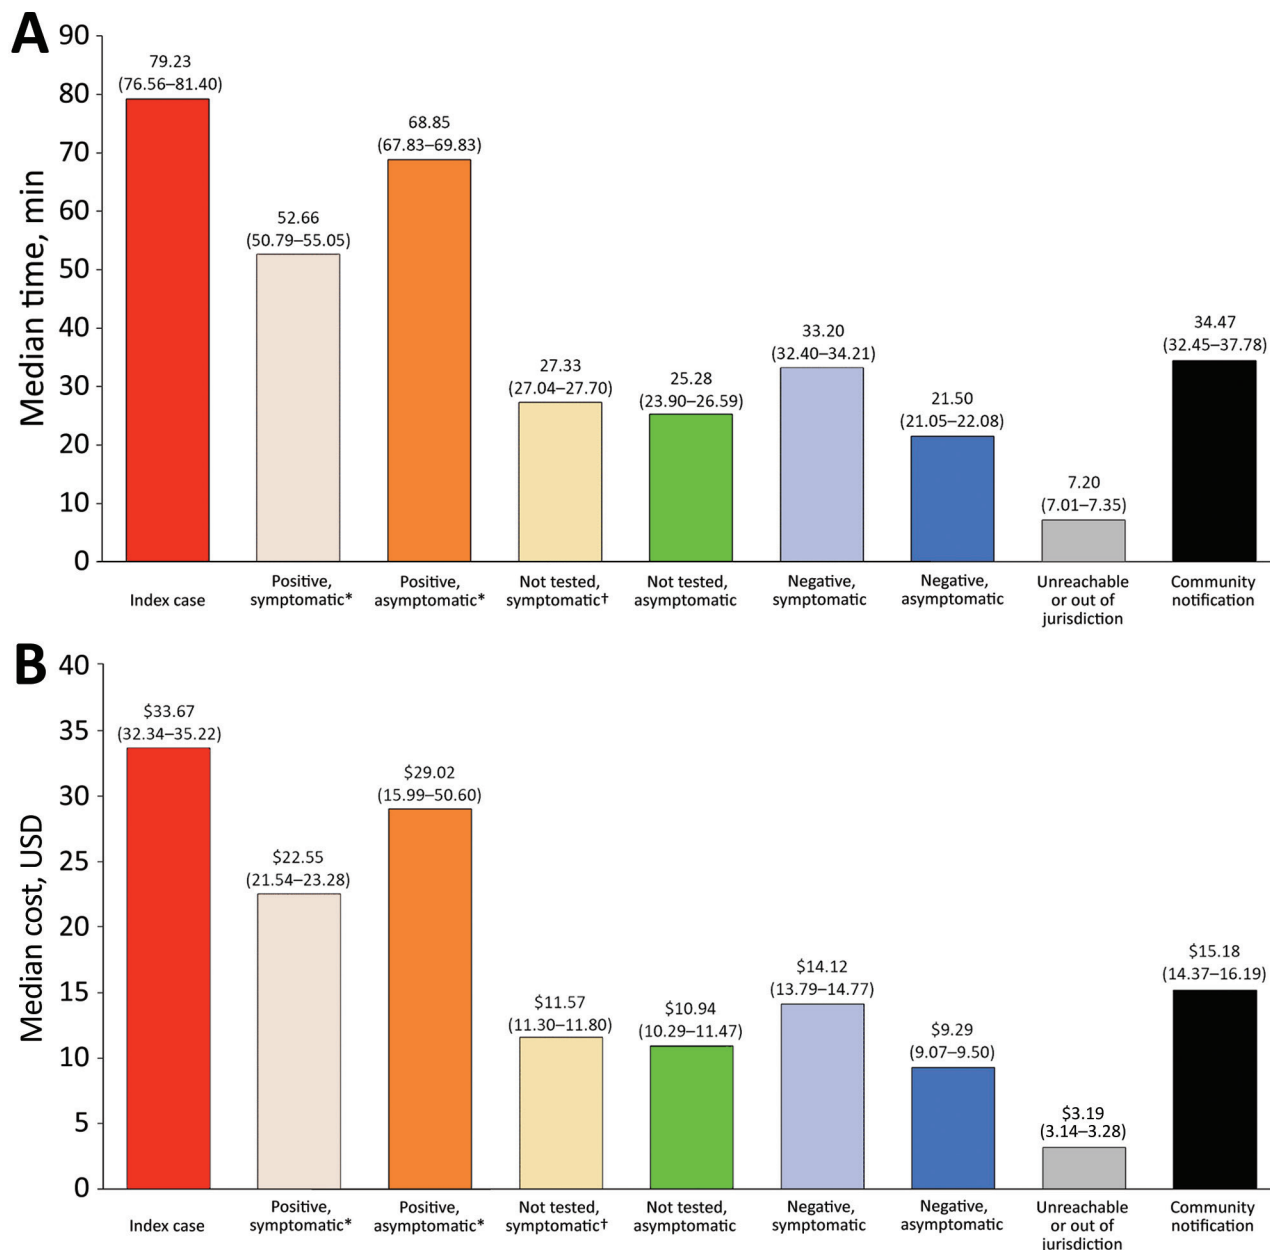 A
90
80
70
60
50
40
30
20
10
0
Median time, min
79.23
(76.56–81.40)
52.66
(50.79–55.05)
68.85
(67.83–69.83)
27.33
(27.04–27.70)
25.28
(23.90–26.59)
33.20
(32.40–34.21)
21.50
(21.05–22.08)
7.20
(7.01–7.35)
34.47
(32.45–37.78)
Index case
Positive,
symptomatic*
Positive,
asymptomatic*
Not tested,
symptomatic†
Not tested,
asymptomatic
Negative,
symptomatic
Negative,
asymptomatic
Unreachable
or out of
jurisdiction
Community
notification
B
40
35
30
25
20
15
10
5
0
Median cost, USD
$33.67
(32.34–35.22)
$22.55
(21.54–23.28)
$29.02
(15.99–50.60)
$11.57
(11.30–11.80)
$10.94
(10.29–11.47)
$14.12
(13.79–14.77)
$9.29
(9.07–9.50)
$3.19
(3.14–3.28)
$15.18
(14.37–16.19)
Index case
Positive,
symptomatic*
Positive,
asymptomatic*
Not tested,
symptomatic†
Not tested,
asymptomatic
Negative,
symptomatic
Negative,
asymptomatic
Unreachable
or out of
jurisdiction
Community
notification